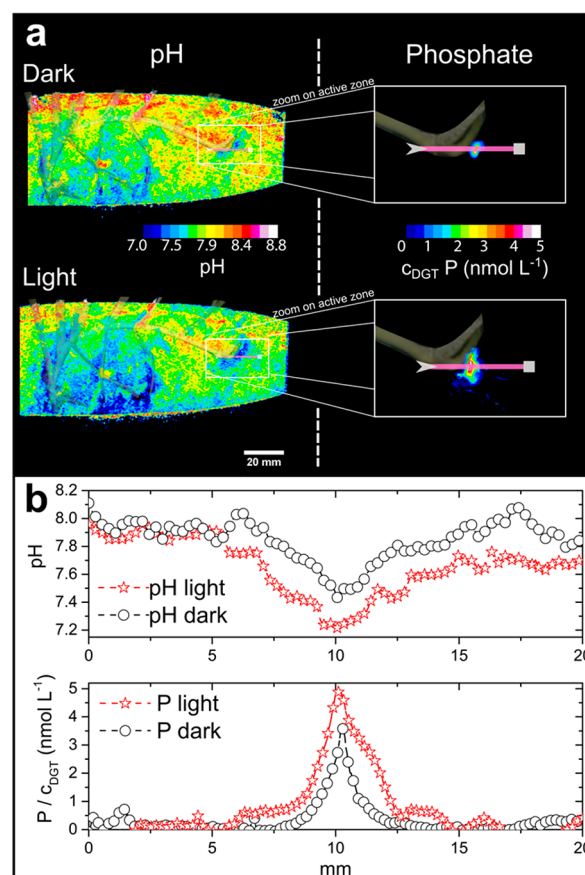 a
pH
Phosphate
Dark
zoom on active zone
7.0 7.5 7.9 8.4 8.8
pH
0 1 2 3 4 5
cDGT P (nmol L⁻¹)
Light
zoom on active zone
20 mm
b
8.2
8.0
7.8
7.6
7.4
7.2
pH
pH light
pH dark
0 5 10 15 20
5
4
3
2
1
0
P / cDGT (nmol L⁻¹)
P light
P dark
0 5 10 15 20
mm